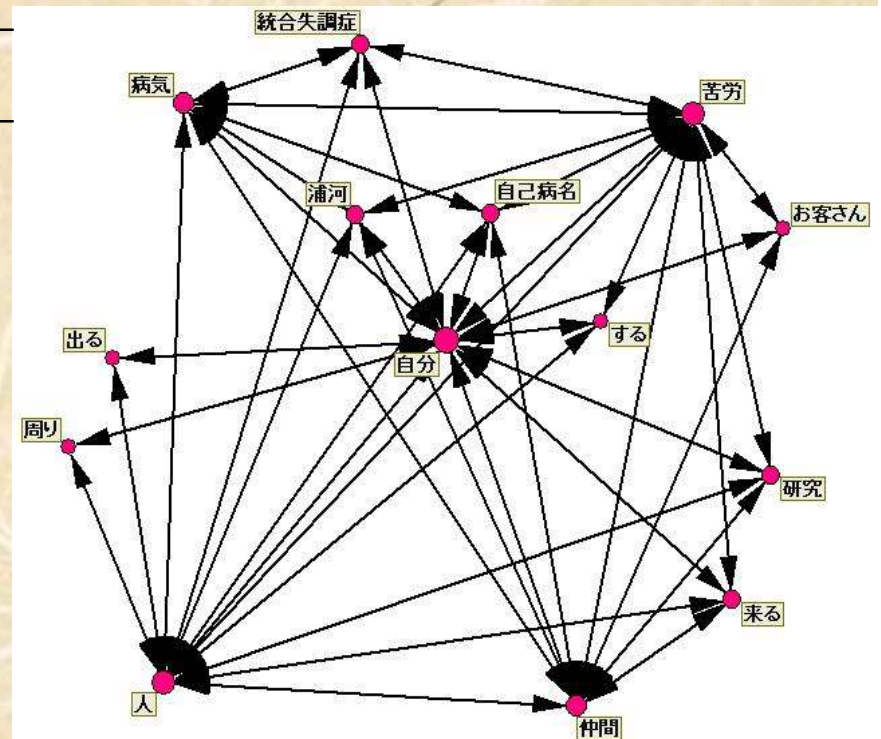 統合失調症
病気
苦労
浦河
自己病名
お客さん
する
出る
自分
周り
研究
来る
人
仲間